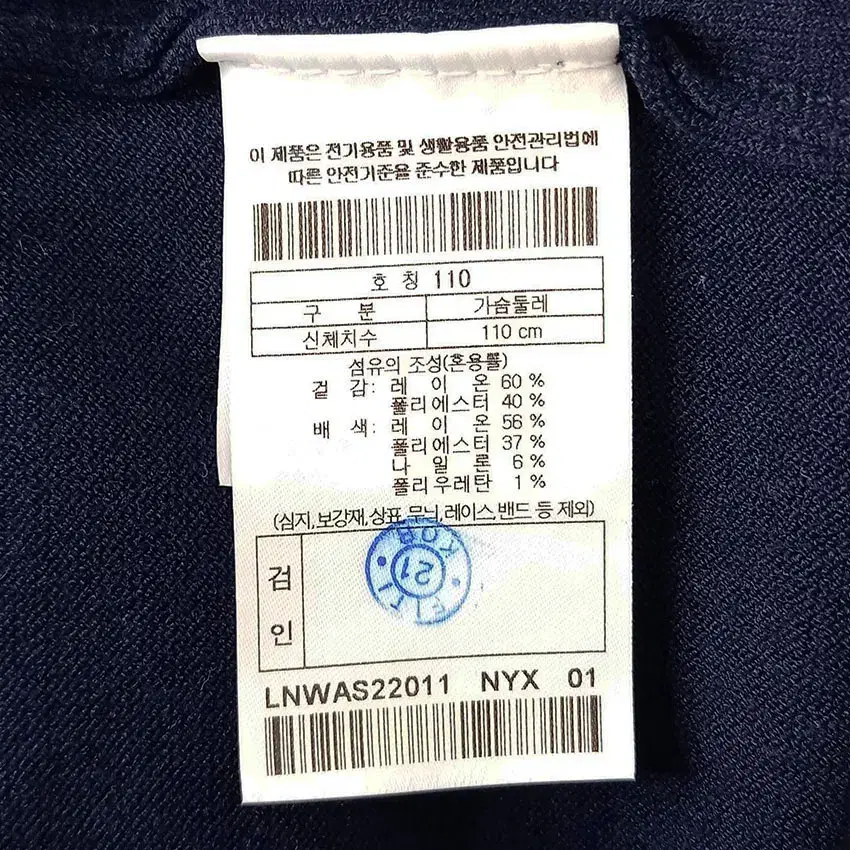 이 제품은 전기용품 및 생활용품 안전관리법에
따른 안전기준을 준수한 제품입니다
호 칭 110
구 분 가슴둘레
신체치수 110 cm
섬유의 조성(혼용률)
겉 감: 레 이 온 60 %
폴리에스터 40 %
배 색: 레 이 온 56 %
폴리에스터 37 %
나 일 론 6 %
폴리우레탄 1 %
(심지,보강재,상표,무늬,레이스,밴드 등 제외)
검
인
FITI
21
KOR
LNWAS22011 NYX 01